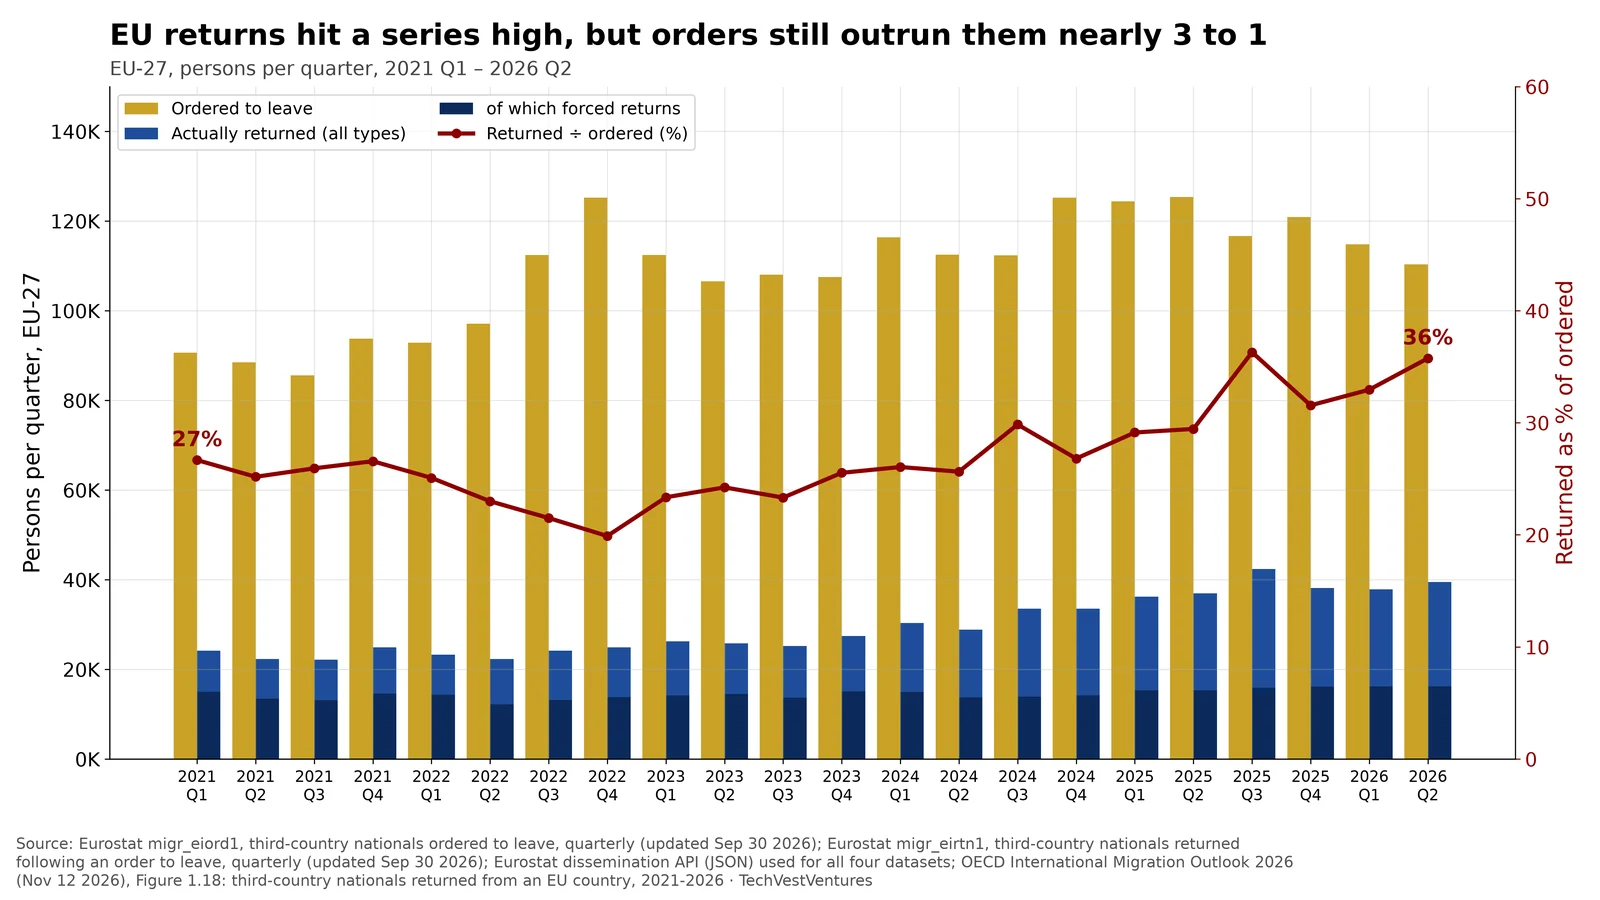 EU returns hit a series high, but orders still outrun them nearly 3 to 1
EU-27, persons per quarter, 2021 Q1 – 2026 Q2
Ordered to leave
Actually returned (all types)
of which forced returns
Returned ÷ ordered (%)
Persons per quarter, EU-27
140K
120K
100K
80K
60K
40K
20K
0K
27%
36%
60
50
40
30
20
10
0
Returned as % of ordered
2021 2021 2021 2021 2022 2022 2022 2022 2023 2023 2023 2023 2024 2024 2024 2024 2025 2025 2025 2025 2026 2026
Q1 Q2 Q3 Q4 Q1 Q2 Q3 Q4 Q1 Q2 Q3 Q4 Q1 Q2 Q3 Q4 Q1 Q2 Q3 Q4 Q1 Q2
Source: Eurostat migr_eiord1, third-country nationals ordered to leave, quarterly (updated Sep 30 2026); Eurostat migr_eirtn1, third-country nationals returned
following an order to leave, quarterly (updated Sep 30 2026); Eurostat dissemination API (JSON) used for all four datasets; OECD International Migration Outlook 2026
(Nov 12 2026), Figure 1.18: third-country nationals returned from an EU country, 2021-2026 · TechVestVentures